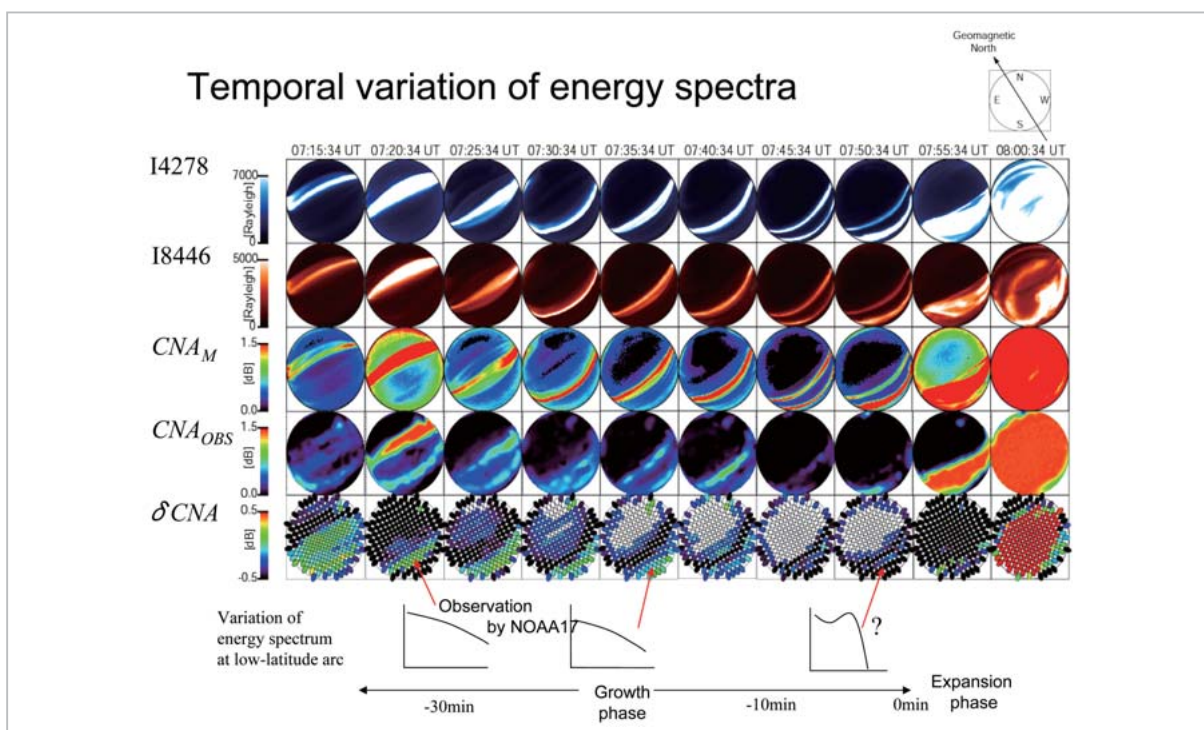 Geomagnetic
North
Temporal variation of energy spectra
N
E W
S
07:15:34 UT 07:20:34 UT 07:25:34 UT 07:30:34 UT 07:35:34 UT 07:40:34 UT 07:45:34 UT 07:50:34 UT 07:55:34 UT 08:00:34 UT
I4278
7000
[Rayleigh]
0
I8446
5000
[Rayleigh]
0
CNA_M
1.5
[dB]
0.0
CNA_OBS
1.5
[dB]
0.0
δ CNA
0.5
[dB]
-0.5
Variation of
energy spectrum
at low-latitude arc
Observation
by NOAA17
?
-30min
Growth
phase
-10min
0min
Expansion
phase